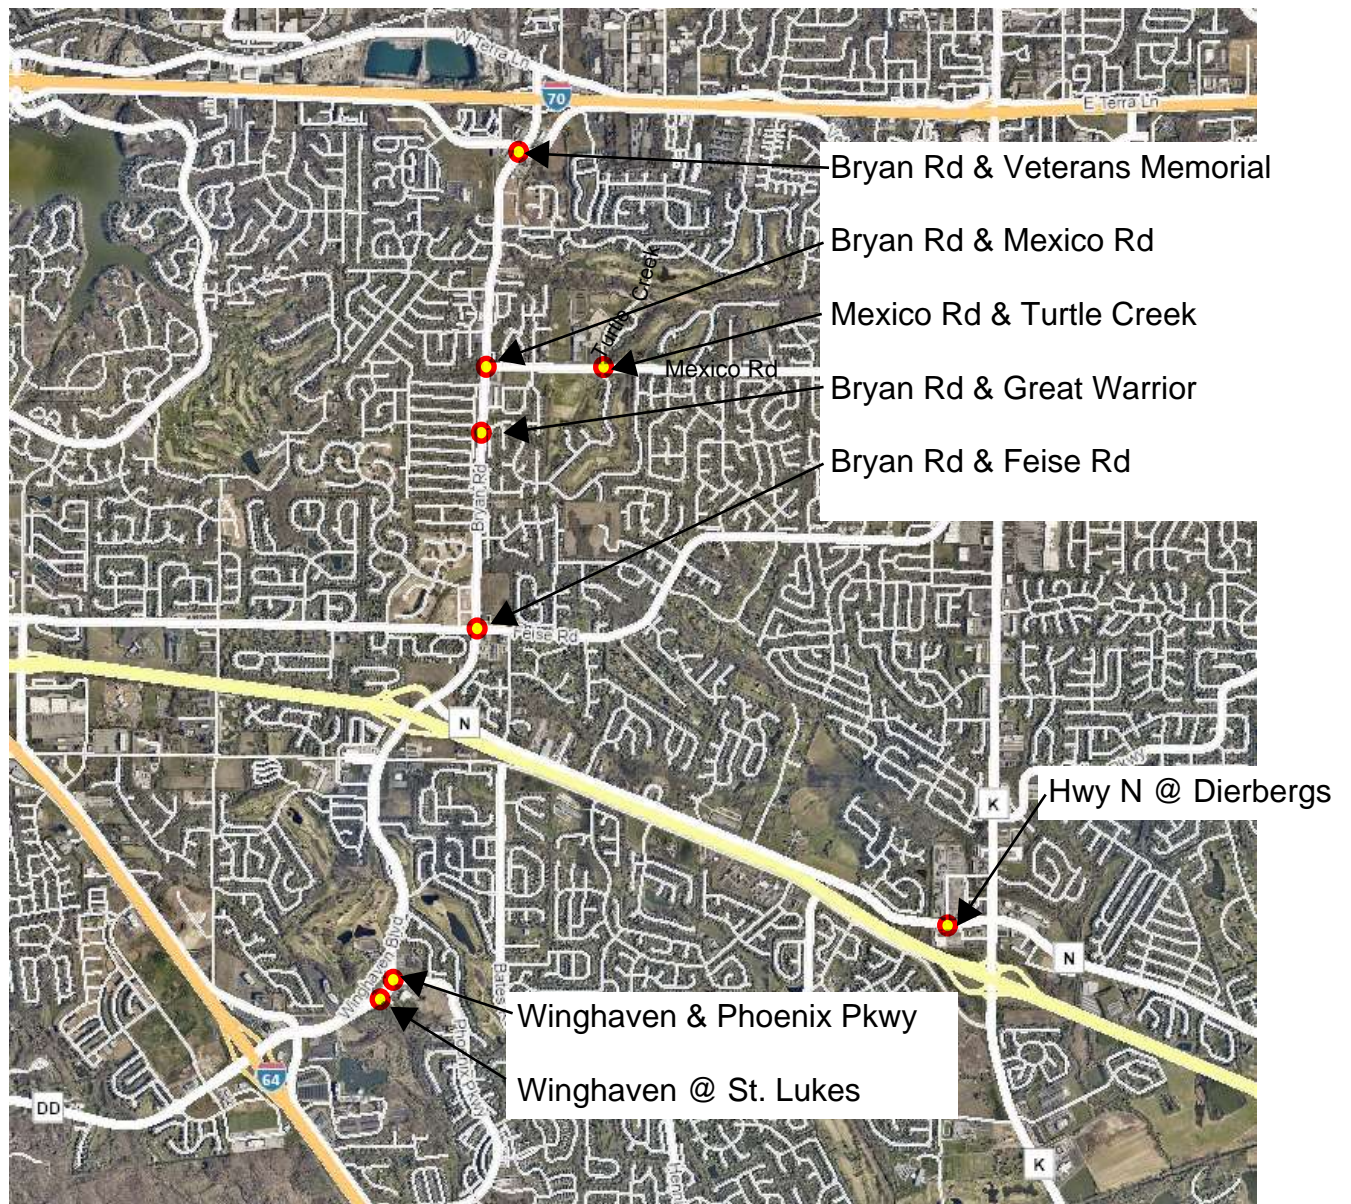 W Terra Ln
70
E Terra Ln
Bryan Rd & Veterans Memorial
Bryan Rd & Mexico Rd
Turtle Creek
Mexico Rd & Turtle Creek
Mexico Rd
Bryan Rd & Great Warrior
Bryan Rd & Feise Rd
Bryan Rd
Feise Rd
N
K
Hwy N @ Dierbergs
Winghaven Blvd
N
Winghaven & Phoenix Pkwy
Phoenix Pkwy
64
Winghaven @ St. Lukes
DD
K